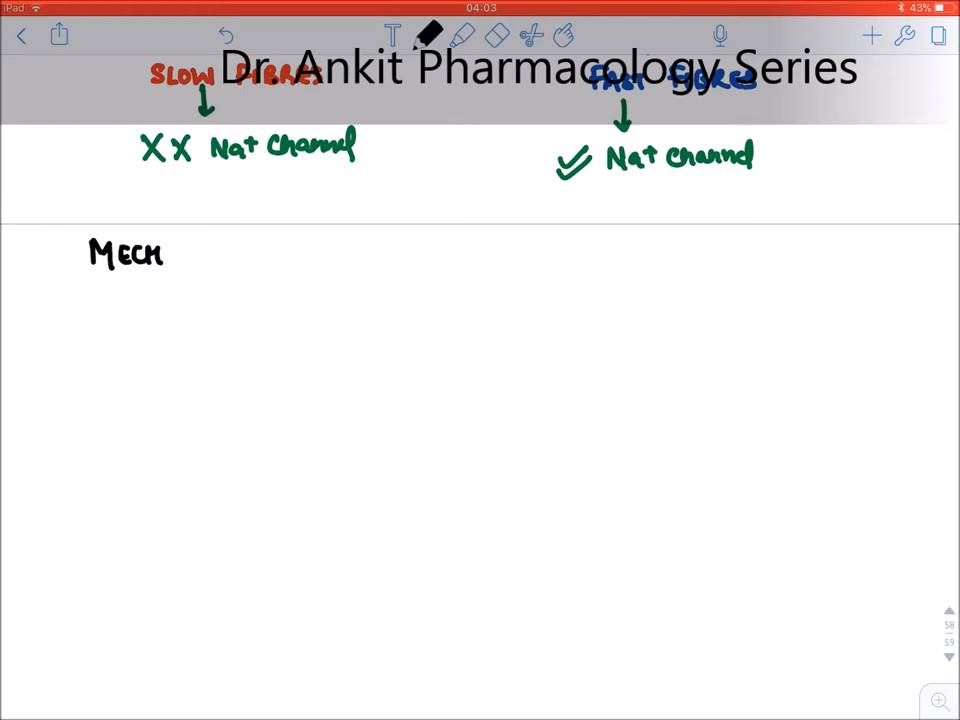 iPad 04:03 43%
Dr. Ankit Pharmacology Series
SLOW FIBRES FAST FIBRES
XX Na+ Channel Na+ Channel
MECH
58
59